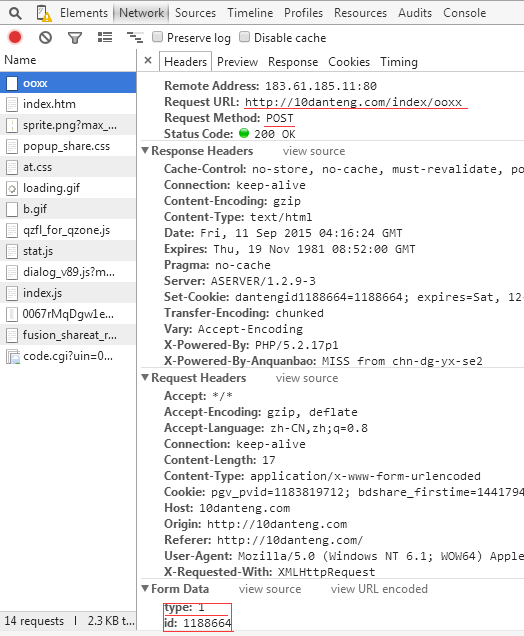 Elements Network Sources Timeline Profiles Resources Audits Console
Preserve log Disable cache
Name
ooxx
index.htm
sprite.png?max_...
popup_share.css
at.css
loading.gif
b.gif
qzfl_for_qzone.js
stat.js
dialog_v89.js?m...
index.js
0067rMqDgw1e...
fusion_shareat_r...
code.cgi?uin=0...
14 requests | 2.3 KB t...
× Headers Preview Response Cookies Timing
Remote Address: 183.61.185.11:80
Request URL: http://10danteng.com/index/ooxx
Request Method: POST
Status Code: 200 OK
▼Response Headers view source
Cache-Control: no-store, no-cache, must-revalidate, po
Connection: keep-alive
Content-Encoding: gzip
Content-Type: text/html
Date: Fri, 11 Sep 2015 04:16:24 GMT
Expires: Thu, 19 Nov 1981 08:52:00 GMT
Pragma: no-cache
Server: ASERVER/1.2.9-3
Set-Cookie: dantengid1188664=1188664; expires=Sat, 12-
Transfer-Encoding: chunked
Vary: Accept-Encoding
X-Powered-By: PHP/5.2.17p1
X-Powered-By-Anquanbao: MISS from chn-dg-yx-se2
▼Request Headers view source
Accept: */*
Accept-Encoding: gzip, deflate
Accept-Language: zh-CN,zh;q=0.8
Connection: keep-alive
Content-Length: 17
Content-Type: application/x-www-form-urlencoded
Cookie: pgv_pvid=1183819712; bdshare_firstime=1441794
Host: 10danteng.com
Origin: http://10danteng.com
Referer: http://10danteng.com/
User-Agent: Mozilla/5.0 (Windows NT 6.1; WOW64) Apple
X-Requested-With: XMLHttpRequest
▼Form Data view source view URL encoded
type: 1
id: 1188664